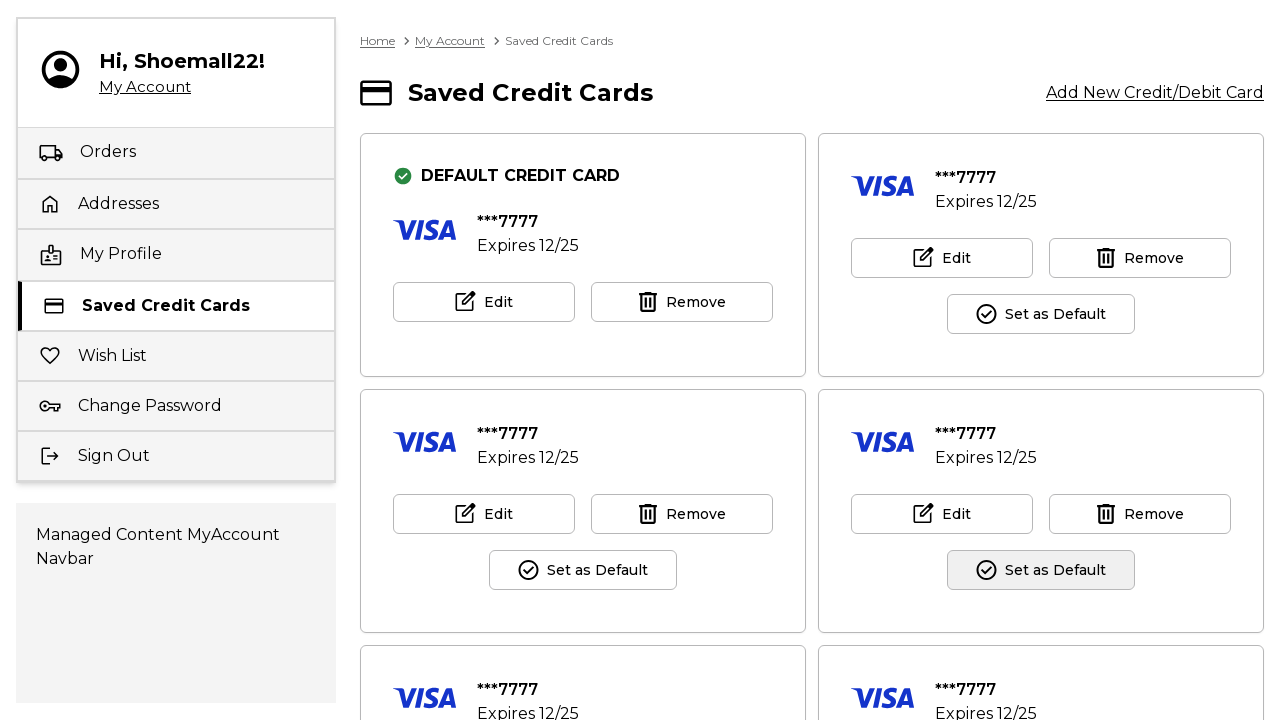 Hi, Shoemall22!
My Account
Orders
Addresses
My Profile
Saved Credit Cards
Wish List
Change Password
Sign Out
Managed Content MyAccount
Navbar
Home > My Account > Saved Credit Cards
Saved Credit Cards
Add New Credit/Debit Card
DEFAULT CREDIT CARD
VISA
***7777
Expires 12/25
Edit
Remove
VISA
***7777
Expires 12/25
Edit
Remove
Set as Default
VISA
***7777
Expires 12/25
Edit
Remove
Set as Default
VISA
***7777
Expires 12/25
Edit
Remove
Set as Default
VISA
***7777
Expires 12/25
VISA
***7777
Expires 12/25